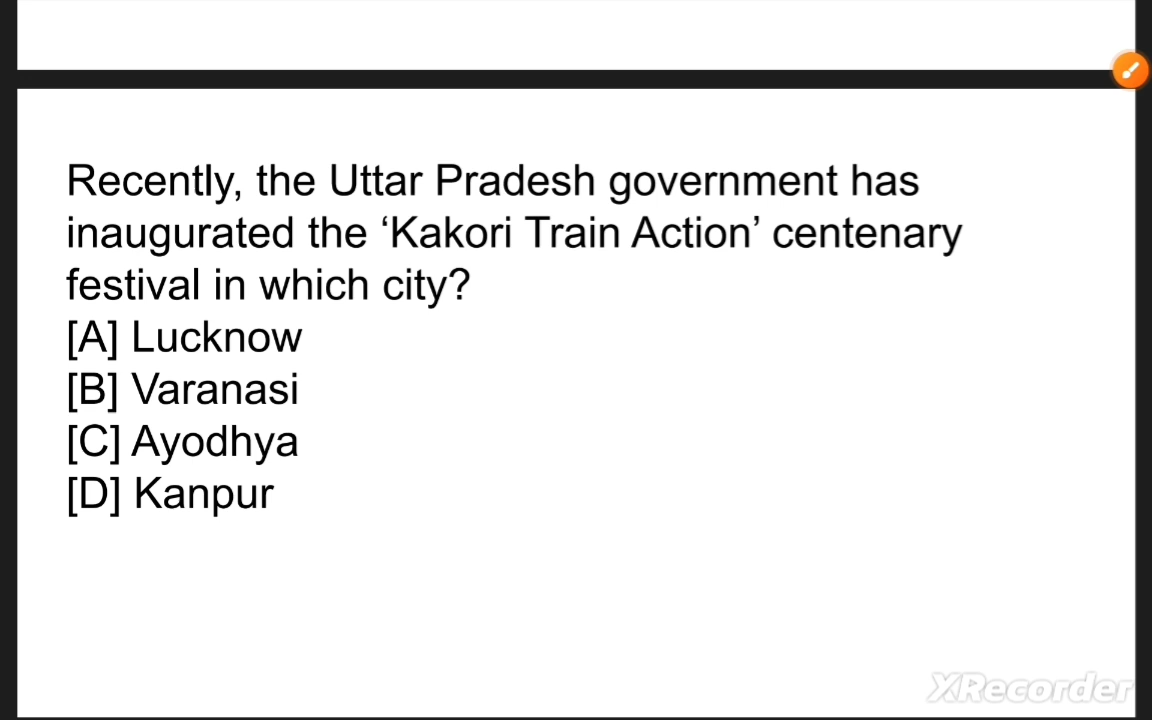 Recently, the Uttar Pradesh government has
inaugurated the ‘Kakori Train Action’ centenary
festival in which city?
[A] Lucknow
[B] Varanasi
[C] Ayodhya
[D] Kanpur
XRecorder